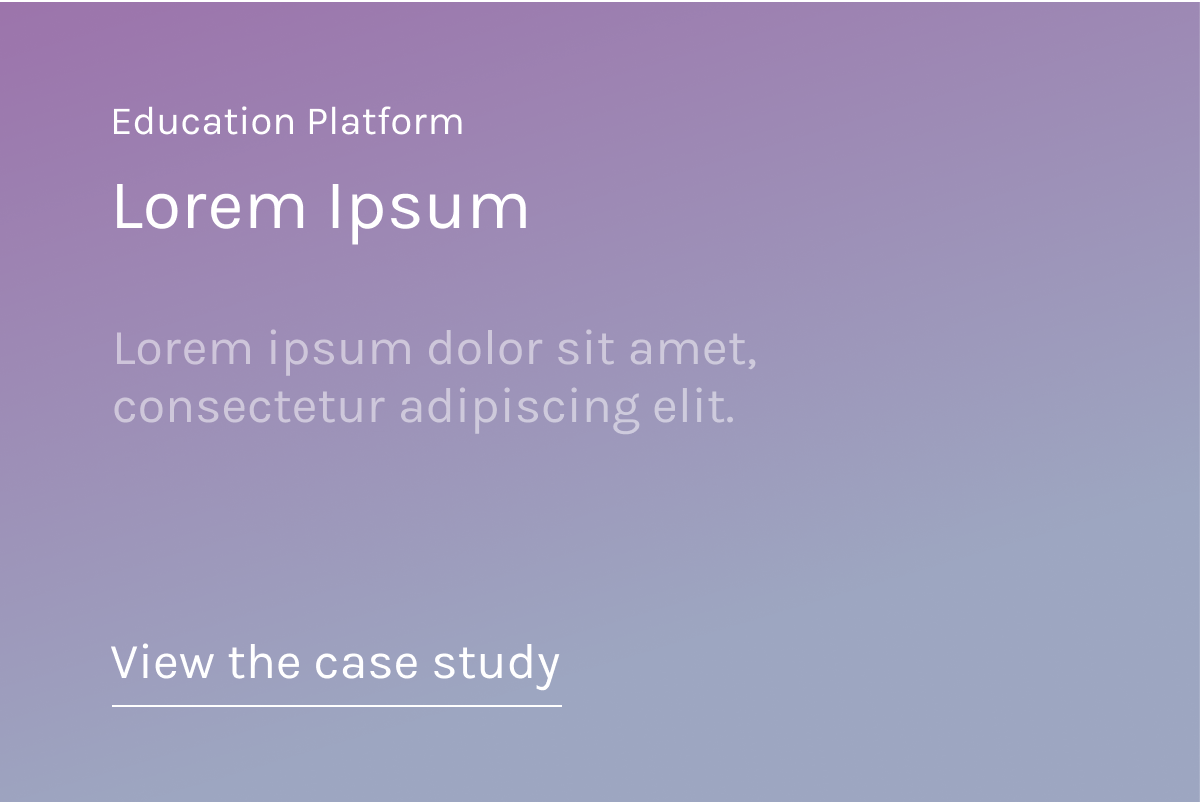 Education Platform
Lorem Ipsum
Lorem ipsum dolor sit amet,
consectetur adipiscing elit.
View the case study